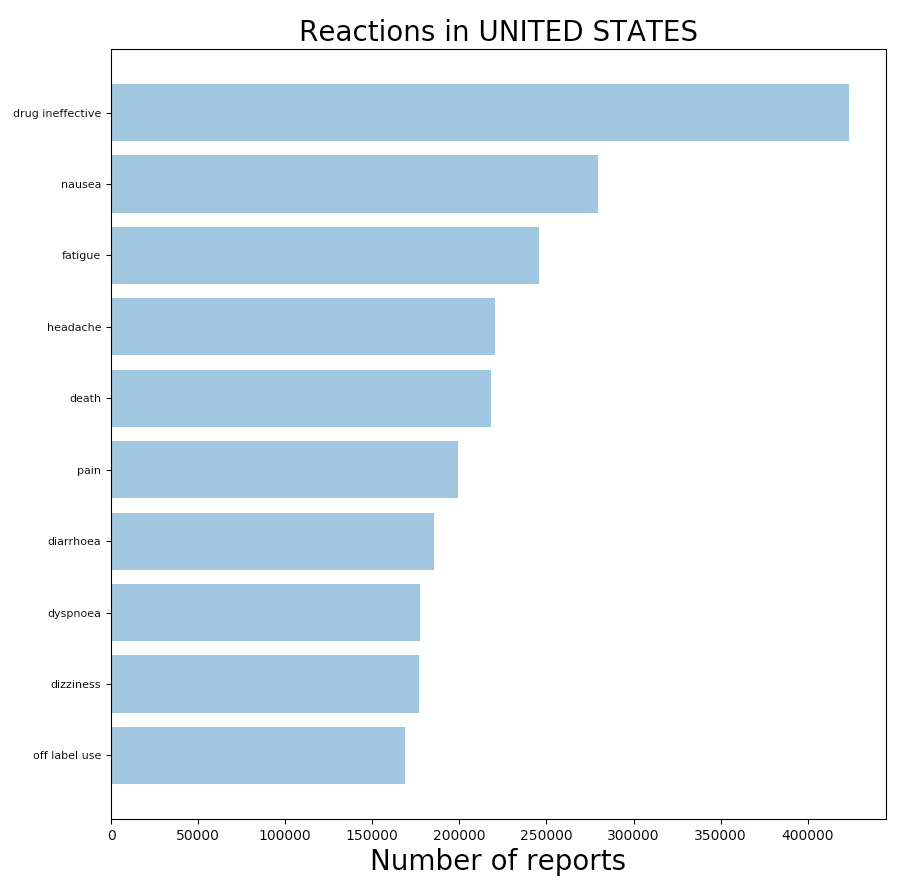 Reactions in UNITED STATES
drug ineffective
nausea
fatigue
headache
death
pain
diarrhoea
dyspnoea
dizziness
off label use
0 50000 100000 150000 200000 250000 300000 350000 400000
Number of reports